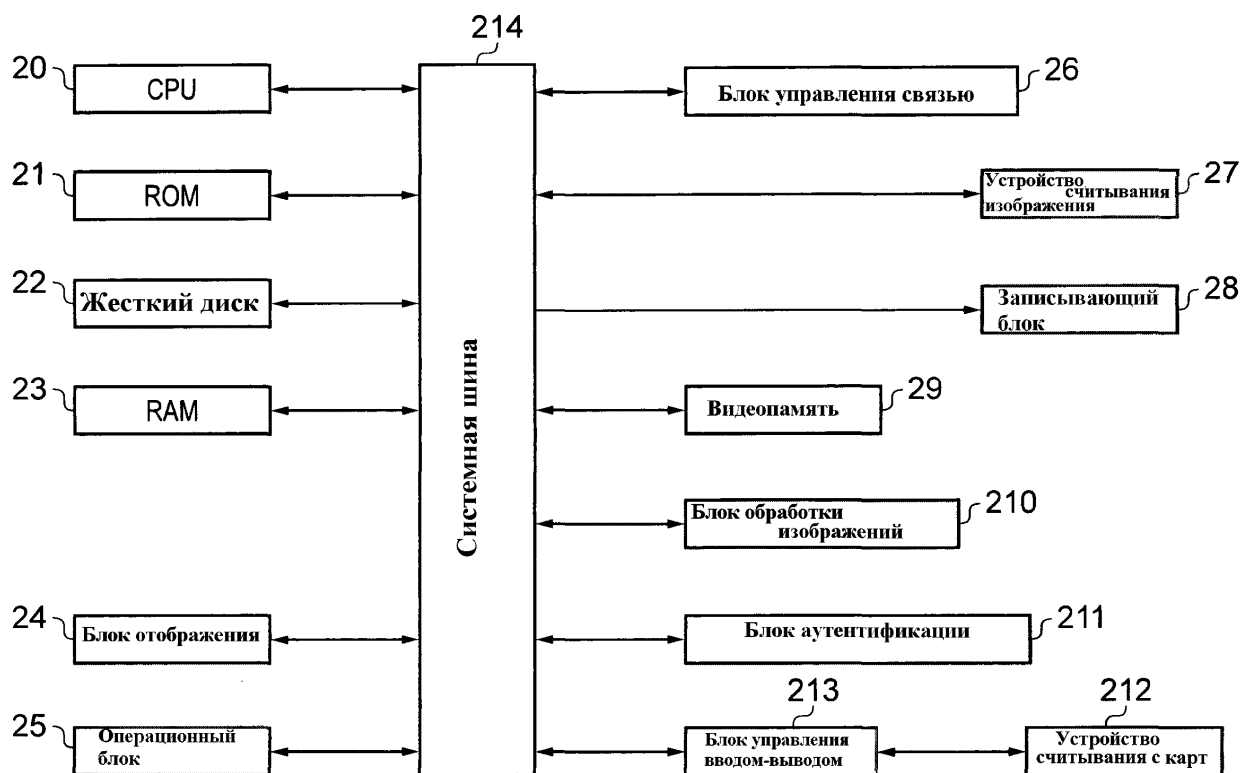 214
20
CPU
26
Блок управления связью
21
ROM
27
Устройство
считывания
изображения
22
Жесткий диск
28
Записывающий
блок
23
RAM
29
Видеопамять
Системная шина
210
Блок обработки
изображений
24
Блок отображения
211
Блок аутентификации
25
Операционный
блок
213
Блок управления
вводом-выводом
212
Устройство
считывания с карт